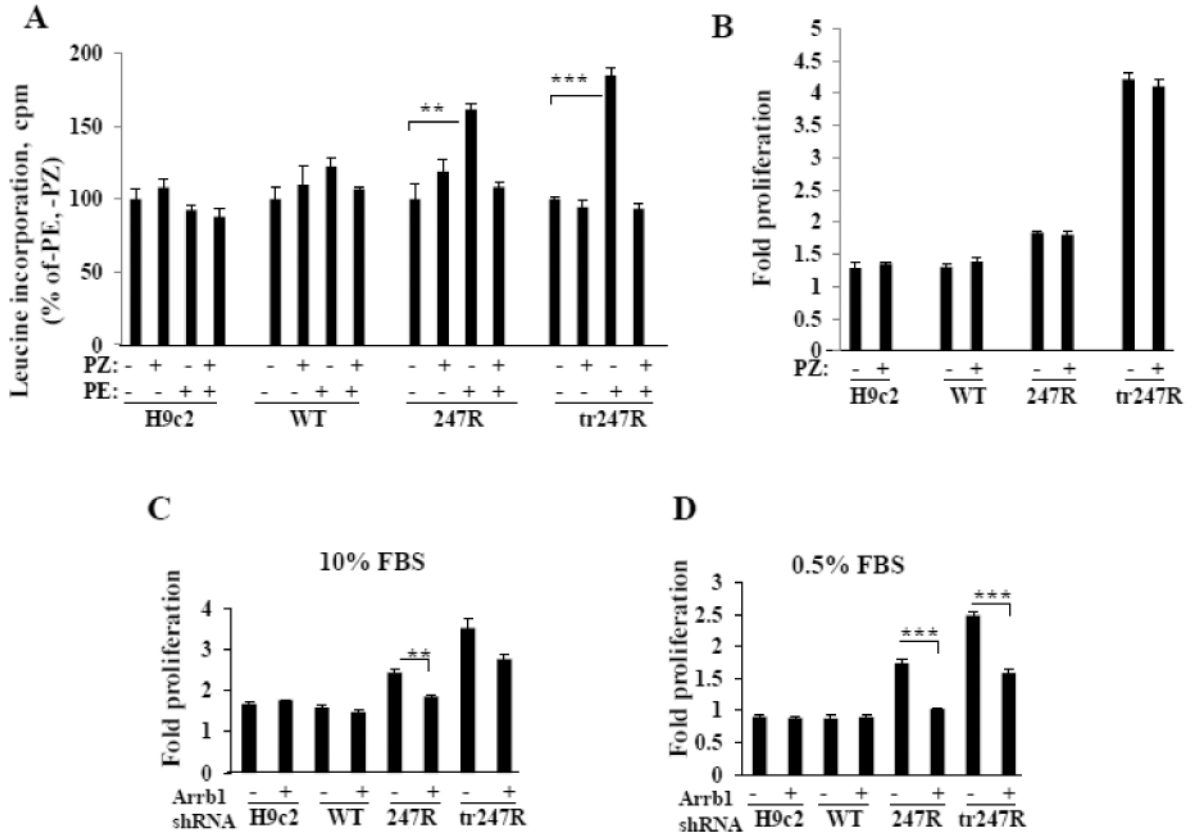 A
Leucine incorporation, cpm
(% of-PE, -PZ)
200
150
100
50
0
**
***
PZ: - + - + - + - + - + - + - + - +
PE: - - + + - - + + - - + + - - + +
H9c2 WT 247R tr247R
B
Fold proliferation
5
4.5
4
3.5
3
2.5
2
1.5
1
0.5
0
PZ: - + - + - + - +
H9c2 WT 247R tr247R
C
10% FBS
Fold proliferation
4
3
2
1
0
**
Arrb1 - + - + - + - +
shRNA H9c2 WT 247R tr247R
D
0.5% FBS
Fold proliferation
3
2.5
2
1.5
1
0.5
0
***
***
Arrb1 - + - + - + - +
shRNA H9c2 WT 247R tr247R